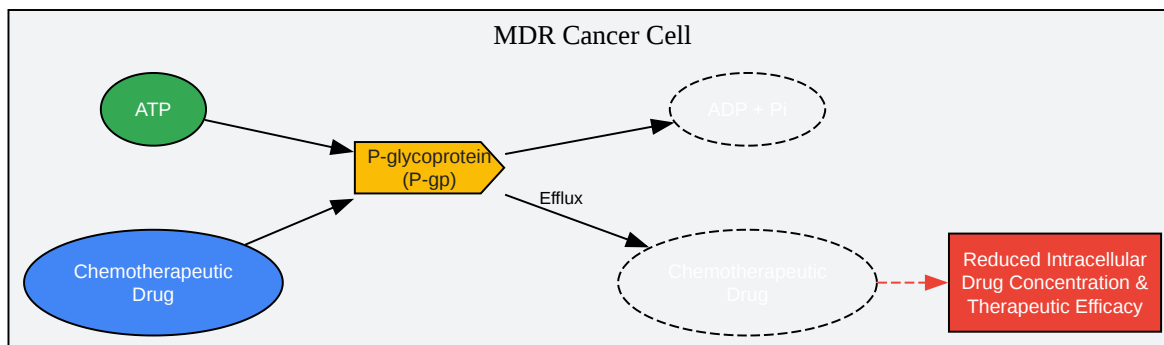 MDR Cancer Cell
ATP
ADP + Pi
P-glycoprotein
(P-gp)
Efflux
Chemotherapeutic
Drug
Chemotherapeutic
Drug
Reduced Intracellular
Drug Concentration &
Therapeutic Efficacy